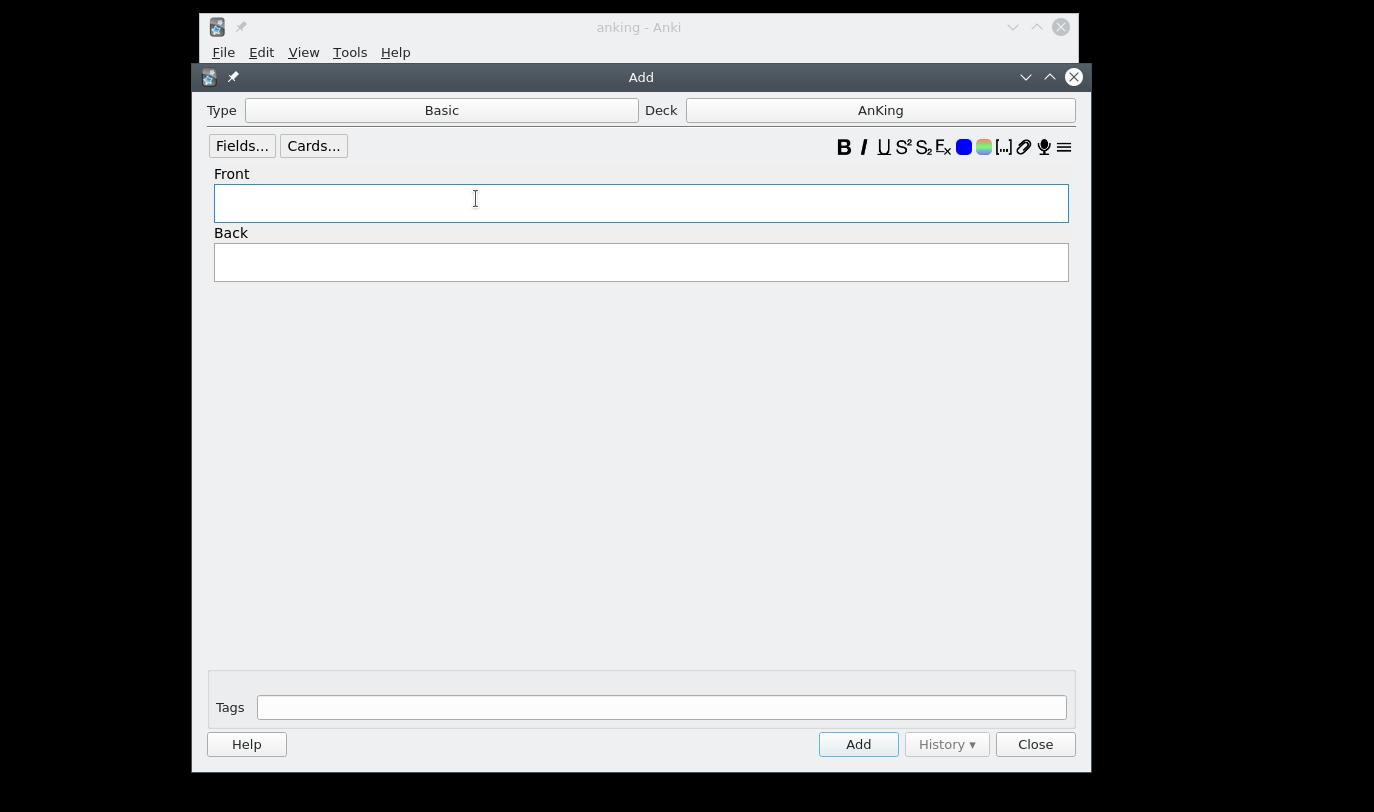 anking - Anki
File Edit View Tools Help
Add
Type Basic Deck AnKing
Fields... Cards... B I U S² S₂ Ex [...]
Front
Back
Tags
Help Add History ▾ Close